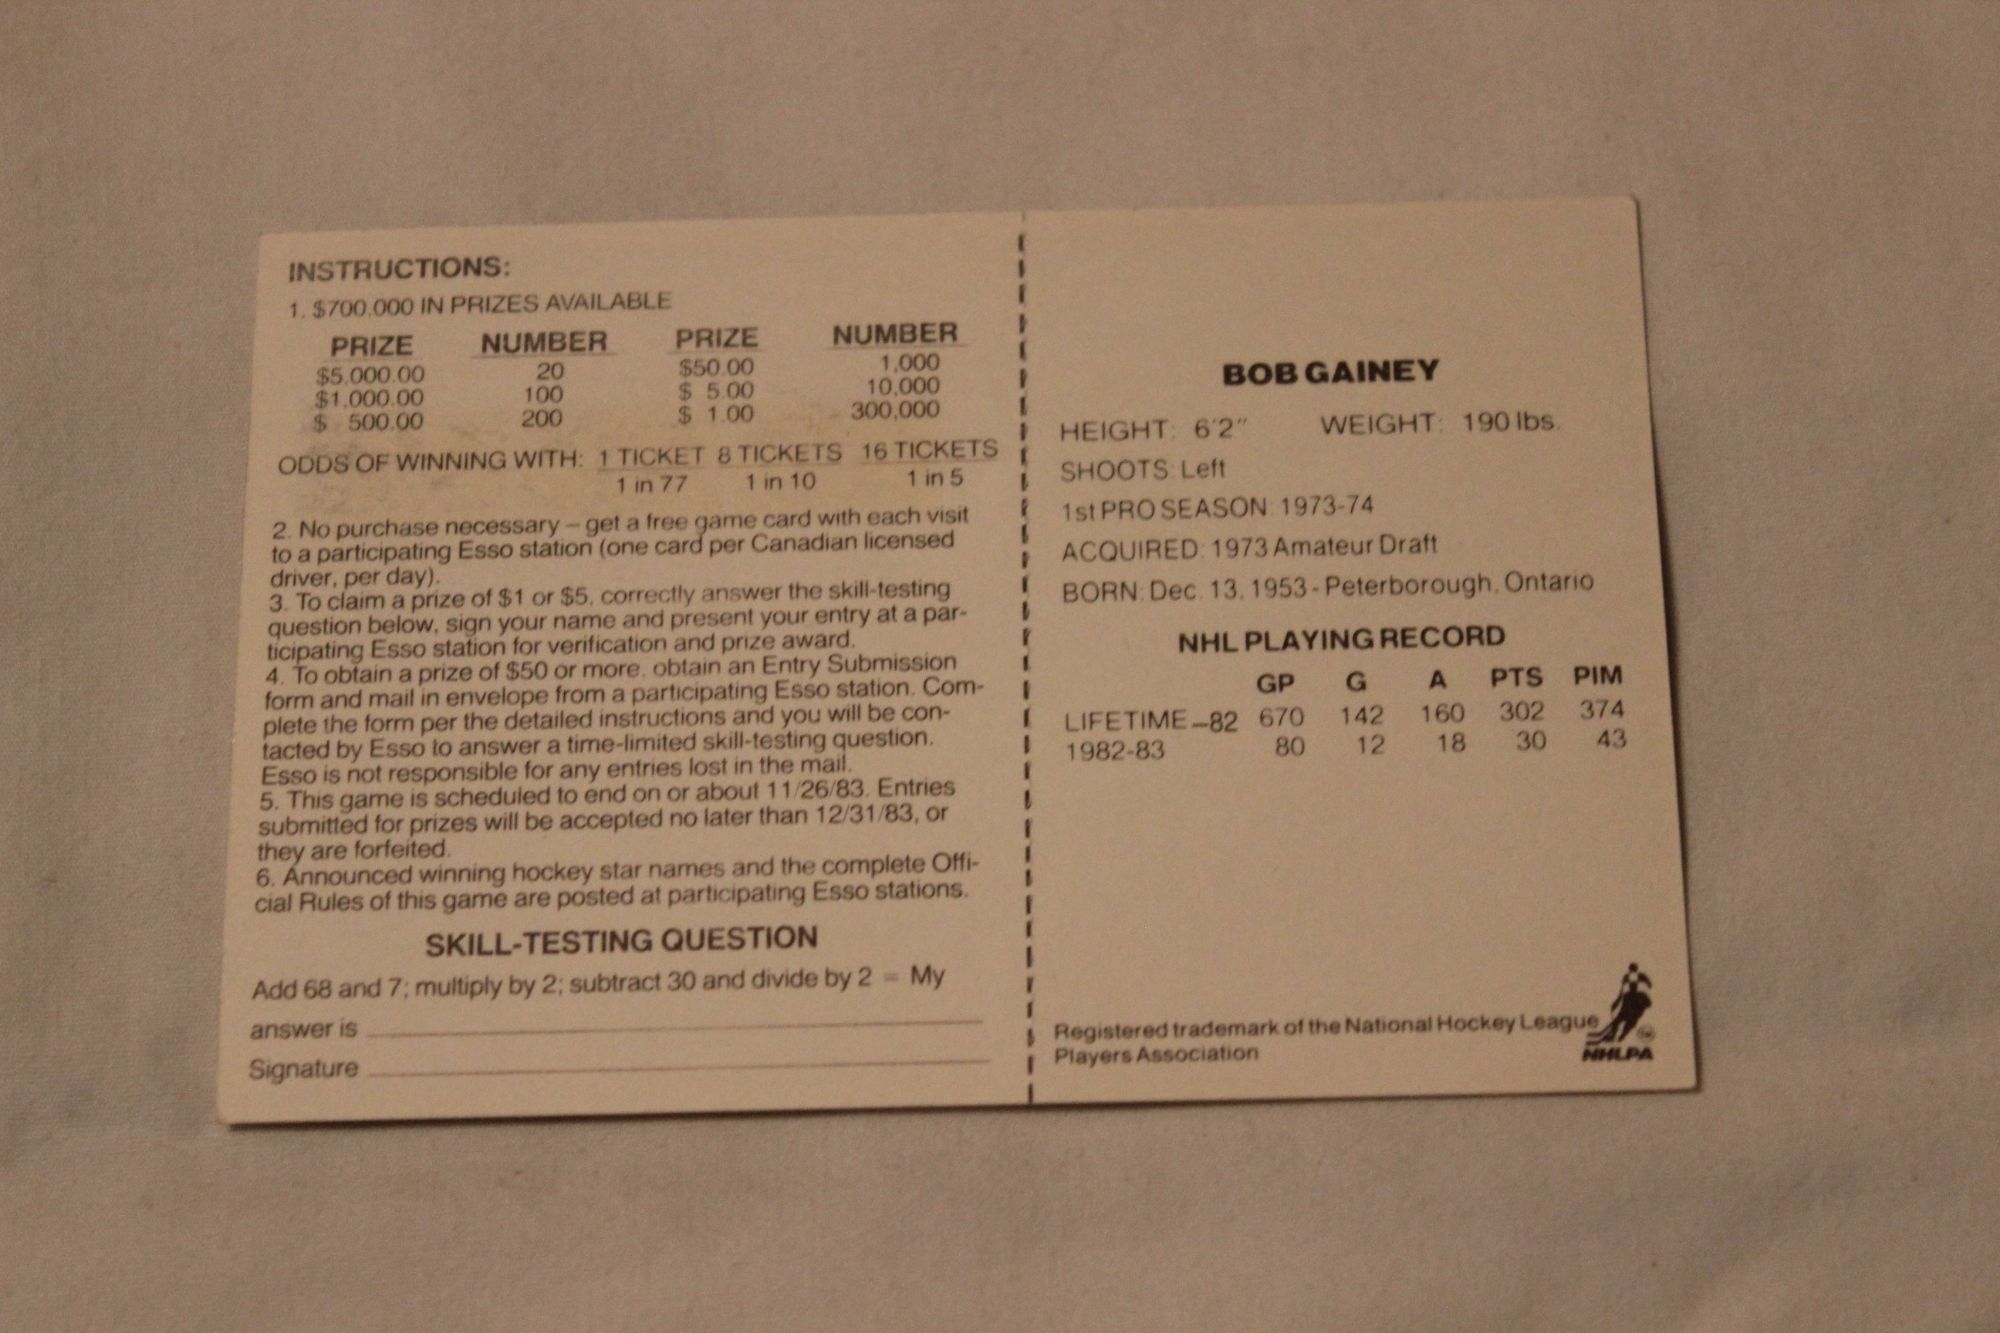 INSTRUCTIONS:
1. $700,000 IN PRIZES AVAILABLE
PRIZE NUMBER PRIZE NUMBER
$5,000.00 20 $50.00 1,000
$1,000.00 100 $ 5.00 10,000
$ 500.00 200 $ 1.00 300,000
ODDS OF WINNING WITH: 1 TICKET 8 TICKETS 16 TICKETS
1 in 77 1 in 10 1 in 5
2. No purchase necessary – get a free game card with each visit
to a participating Esso station (one card per Canadian licensed
driver, per day).
3. To claim a prize of $1 or $5, correctly answer the skill-testing
question below, sign your name and present your entry at a par-
ticipating Esso station for verification and prize award.
4. To obtain a prize of $50 or more, obtain an Entry Submission
form and mail in envelope from a participating Esso station. Com-
plete the form per the detailed instructions and you will be con-
tacted by Esso to answer a time-limited skill-testing question.
Esso is not responsible for any entries lost in the mail.
5. This game is scheduled to end on or about 11/26/83. Entries
submitted for prizes will be accepted no later than 12/31/83, or
they are forfeited.
6. Announced winning hockey star names and the complete Offi-
cial Rules of this game are posted at participating Esso stations.
SKILL-TESTING QUESTION
Add 68 and 7; multiply by 2; subtract 30 and divide by 2 = My
answer is
Signature
BOB GAINEY
HEIGHT: 6'2" WEIGHT: 190 lbs.
SHOOTS: Left
1st PRO SEASON: 1973-74
ACQUIRED: 1973 Amateur Draft
BORN: Dec. 13, 1953 - Peterborough, Ontario
NHL PLAYING RECORD
GP G A PTS PIM
LIFETIME–82 670 142 160 302 374
1982-83 80 12 18 30 43
Registered trademark of the National Hockey League
Players Association
NHLPA